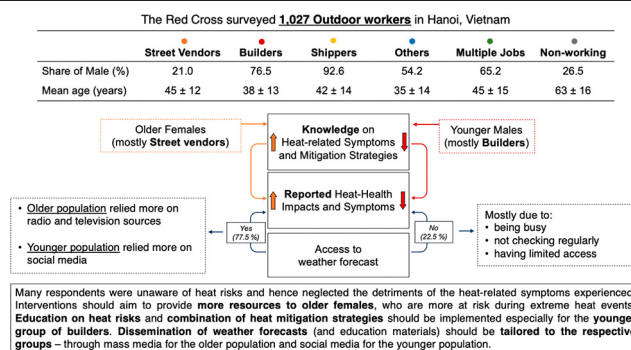 The Red Cross surveyed 1,027 Outdoor workers in Hanoi, Vietnam
Street Vendors Builders Shippers Others Multiple Jobs Non-working
Share of Male (%) 21.0 76.5 92.6 54.2 65.2 26.5
Mean age (years) 45 ± 12 38 ± 13 42 ± 14 35 ± 14 45 ± 15 63 ± 16
Older Females
(mostly Street vendors)
Knowledge on
Heat-related Symptoms
and Mitigation Strategies
Younger Males
(mostly Builders)
Reported Heat-Health
Impacts and Symptoms
• Older population relied more on
radio and television sources
• Younger population relied more on
social media
Yes
(77.5 %)
Access to
weather forecast
No
(22.5 %)
Mostly due to:
• being busy
• not checking regularly
• having limited access
Many respondents were unaware of heat risks and hence neglected the detriments of the heat-related symptoms experienced
Interventions should aim to provide more resources to older females, who are more at risk during extreme heat events
Education on heat risks and combination of heat mitigation strategies should be implemented especially for the younge
group of builders. Dissemination of weather forecasts (and education materials) should be tailored to the respectiv
groups – through mass media for the older population and social media for the younger population.